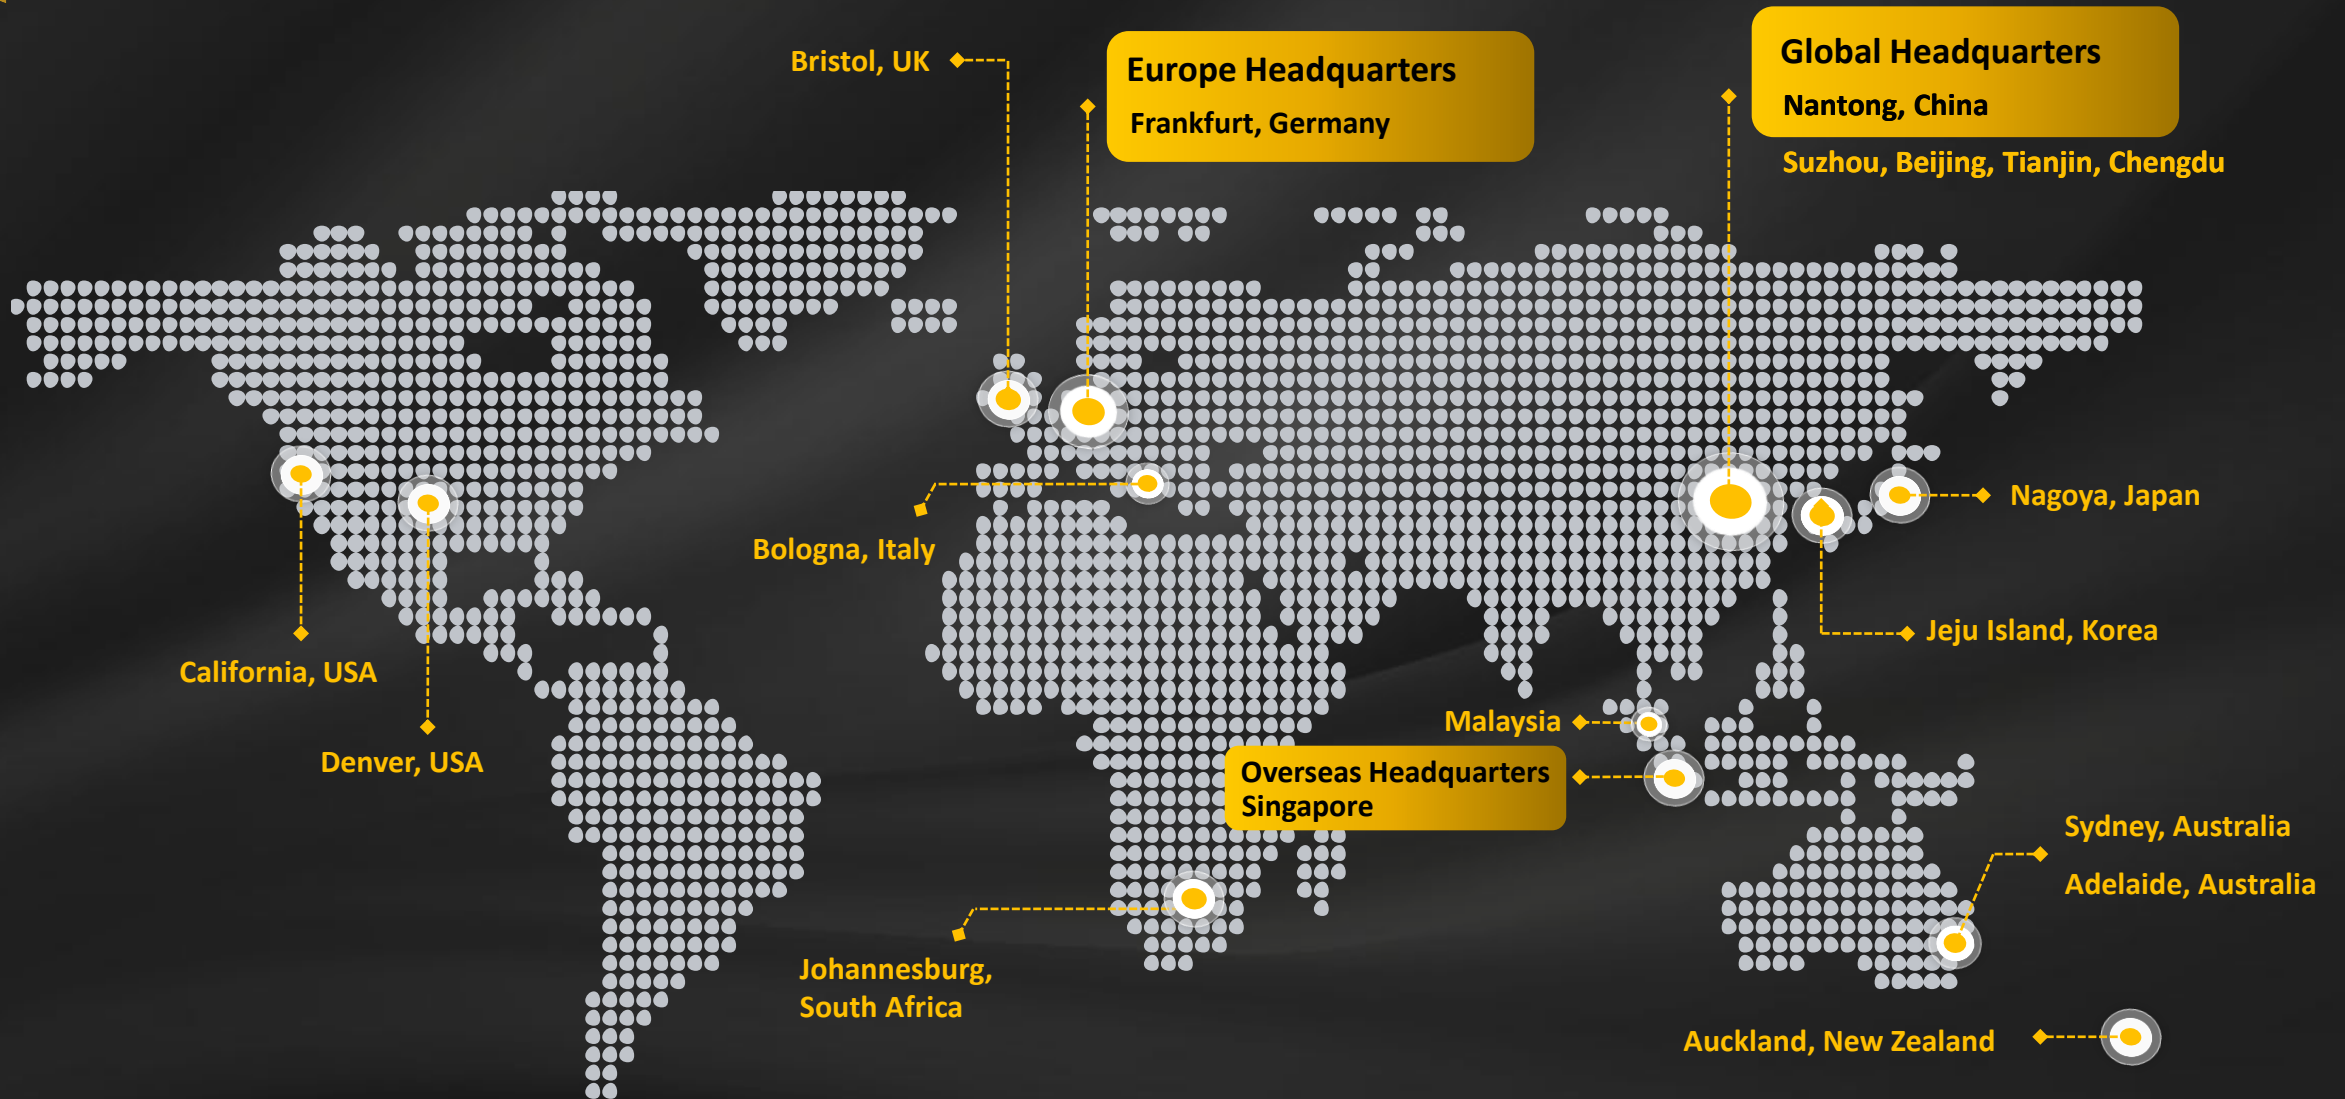 Bristol, UK
Europe Headquarters
Frankfurt, Germany
Global Headquarters
Nantong, China
Suzhou, Beijing, Tianjin, Chengdu
Nagoya, Japan
Bologna, Italy
Jeju Island, Korea
California, USA
Denver, USA
Malaysia
Overseas Headquarters
Singapore
Sydney, Australia
Adelaide, Australia
Johannesburg,
South Africa
Auckland, New Zealand